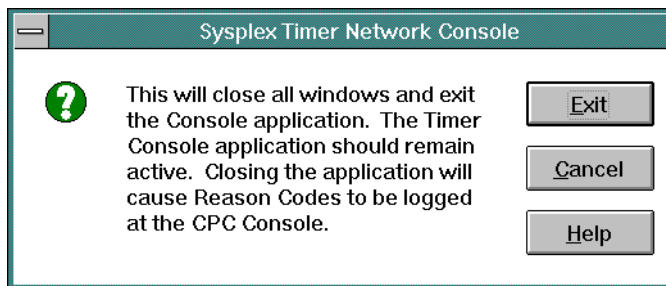 Sysplex Timer Network Console
?
This will close all windows and exit
the Console application. The Timer
Console application should remain
active. Closing the application will
cause Reason Codes to be logged
at the CPC Console.
Exit
Cancel
Help